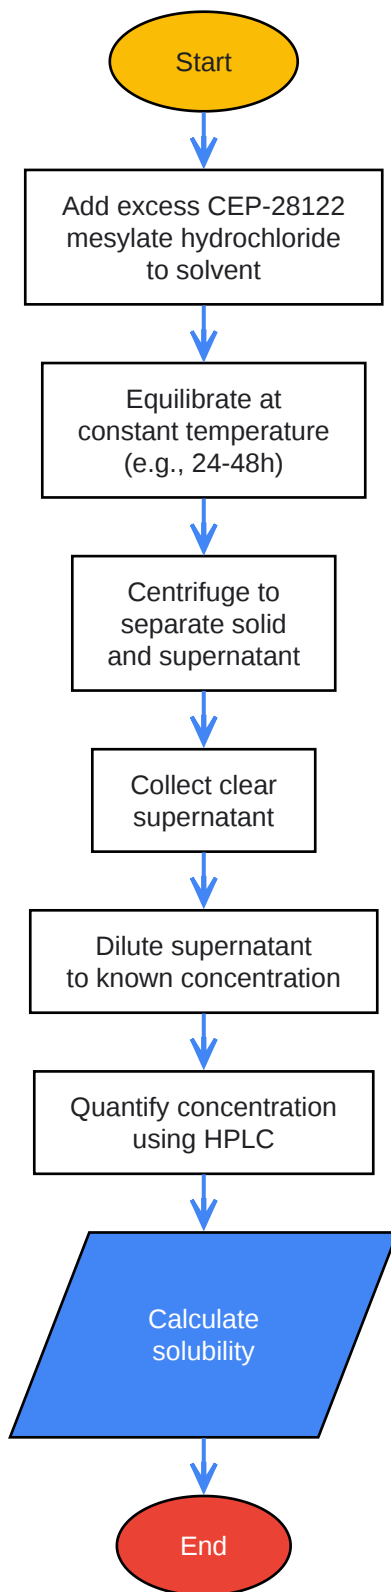 Start
Add excess CEP-28122
mesylate hydrochloride
to solvent
Equilibrate at
constant temperature
(e.g., 24-48h)
Centrifuge to
separate solid
and supernatant
Collect clear
supernatant
Dilute supernatant
to known concentration
Quantify concentration
using HPLC
Calculate
solubility
End